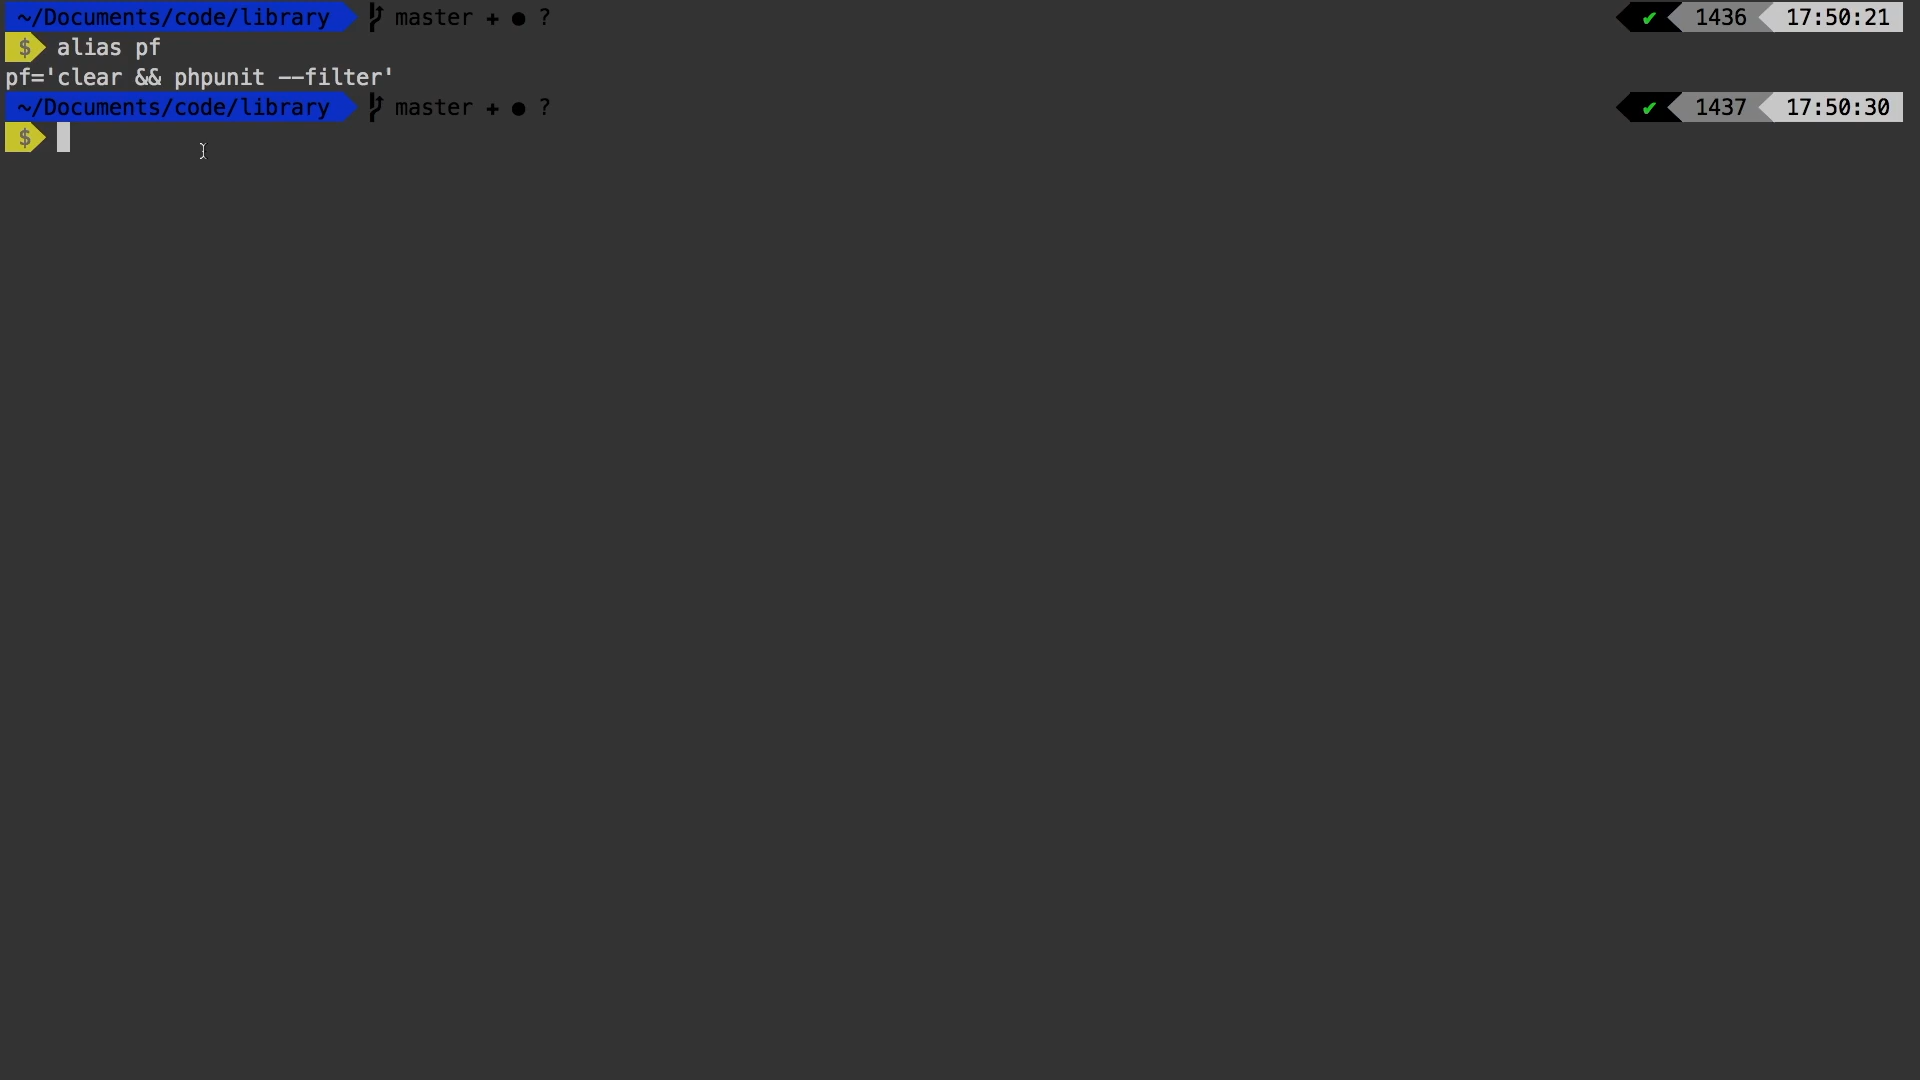 ~/Documents/code/library master + ● ? ✔ 1436 17:50:21
$ alias pf
pf='clear && phpunit --filter'
~/Documents/code/library master + ● ? ✔ 1437 17:50:30
$